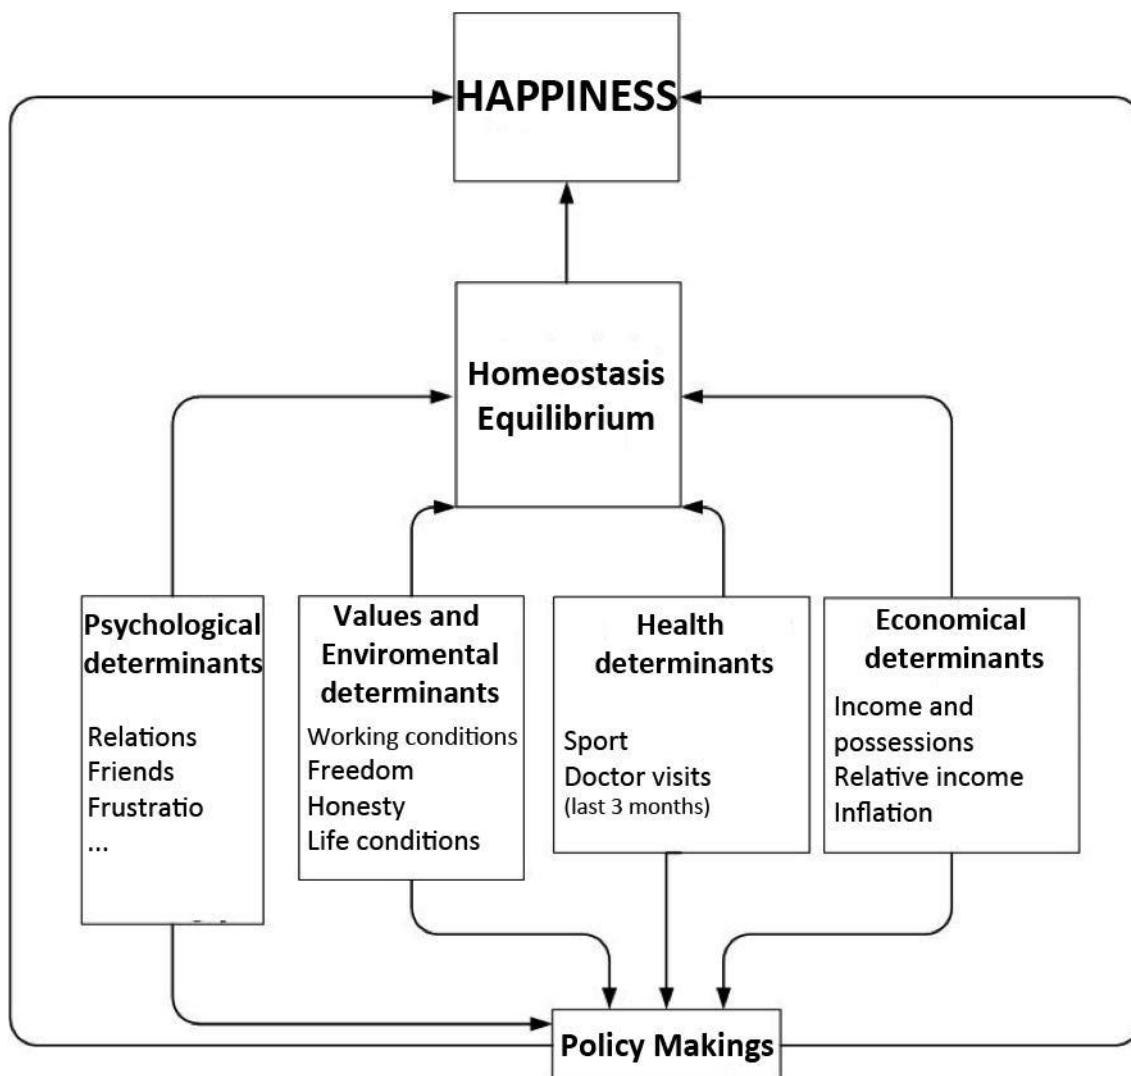 HAPPINESS
Homeostasis
Equilibrium
Psychological
determinants
Relations
Friends
Frustratio
...
Values and
Enviromental
determinants
Working conditions
Freedom
Honesty
Life conditions
Health
determinants
Sport
Doctor visits
(last 3 months)
Economical
determinants
Income and
possessions
Relative income
Inflation
Policy Makings